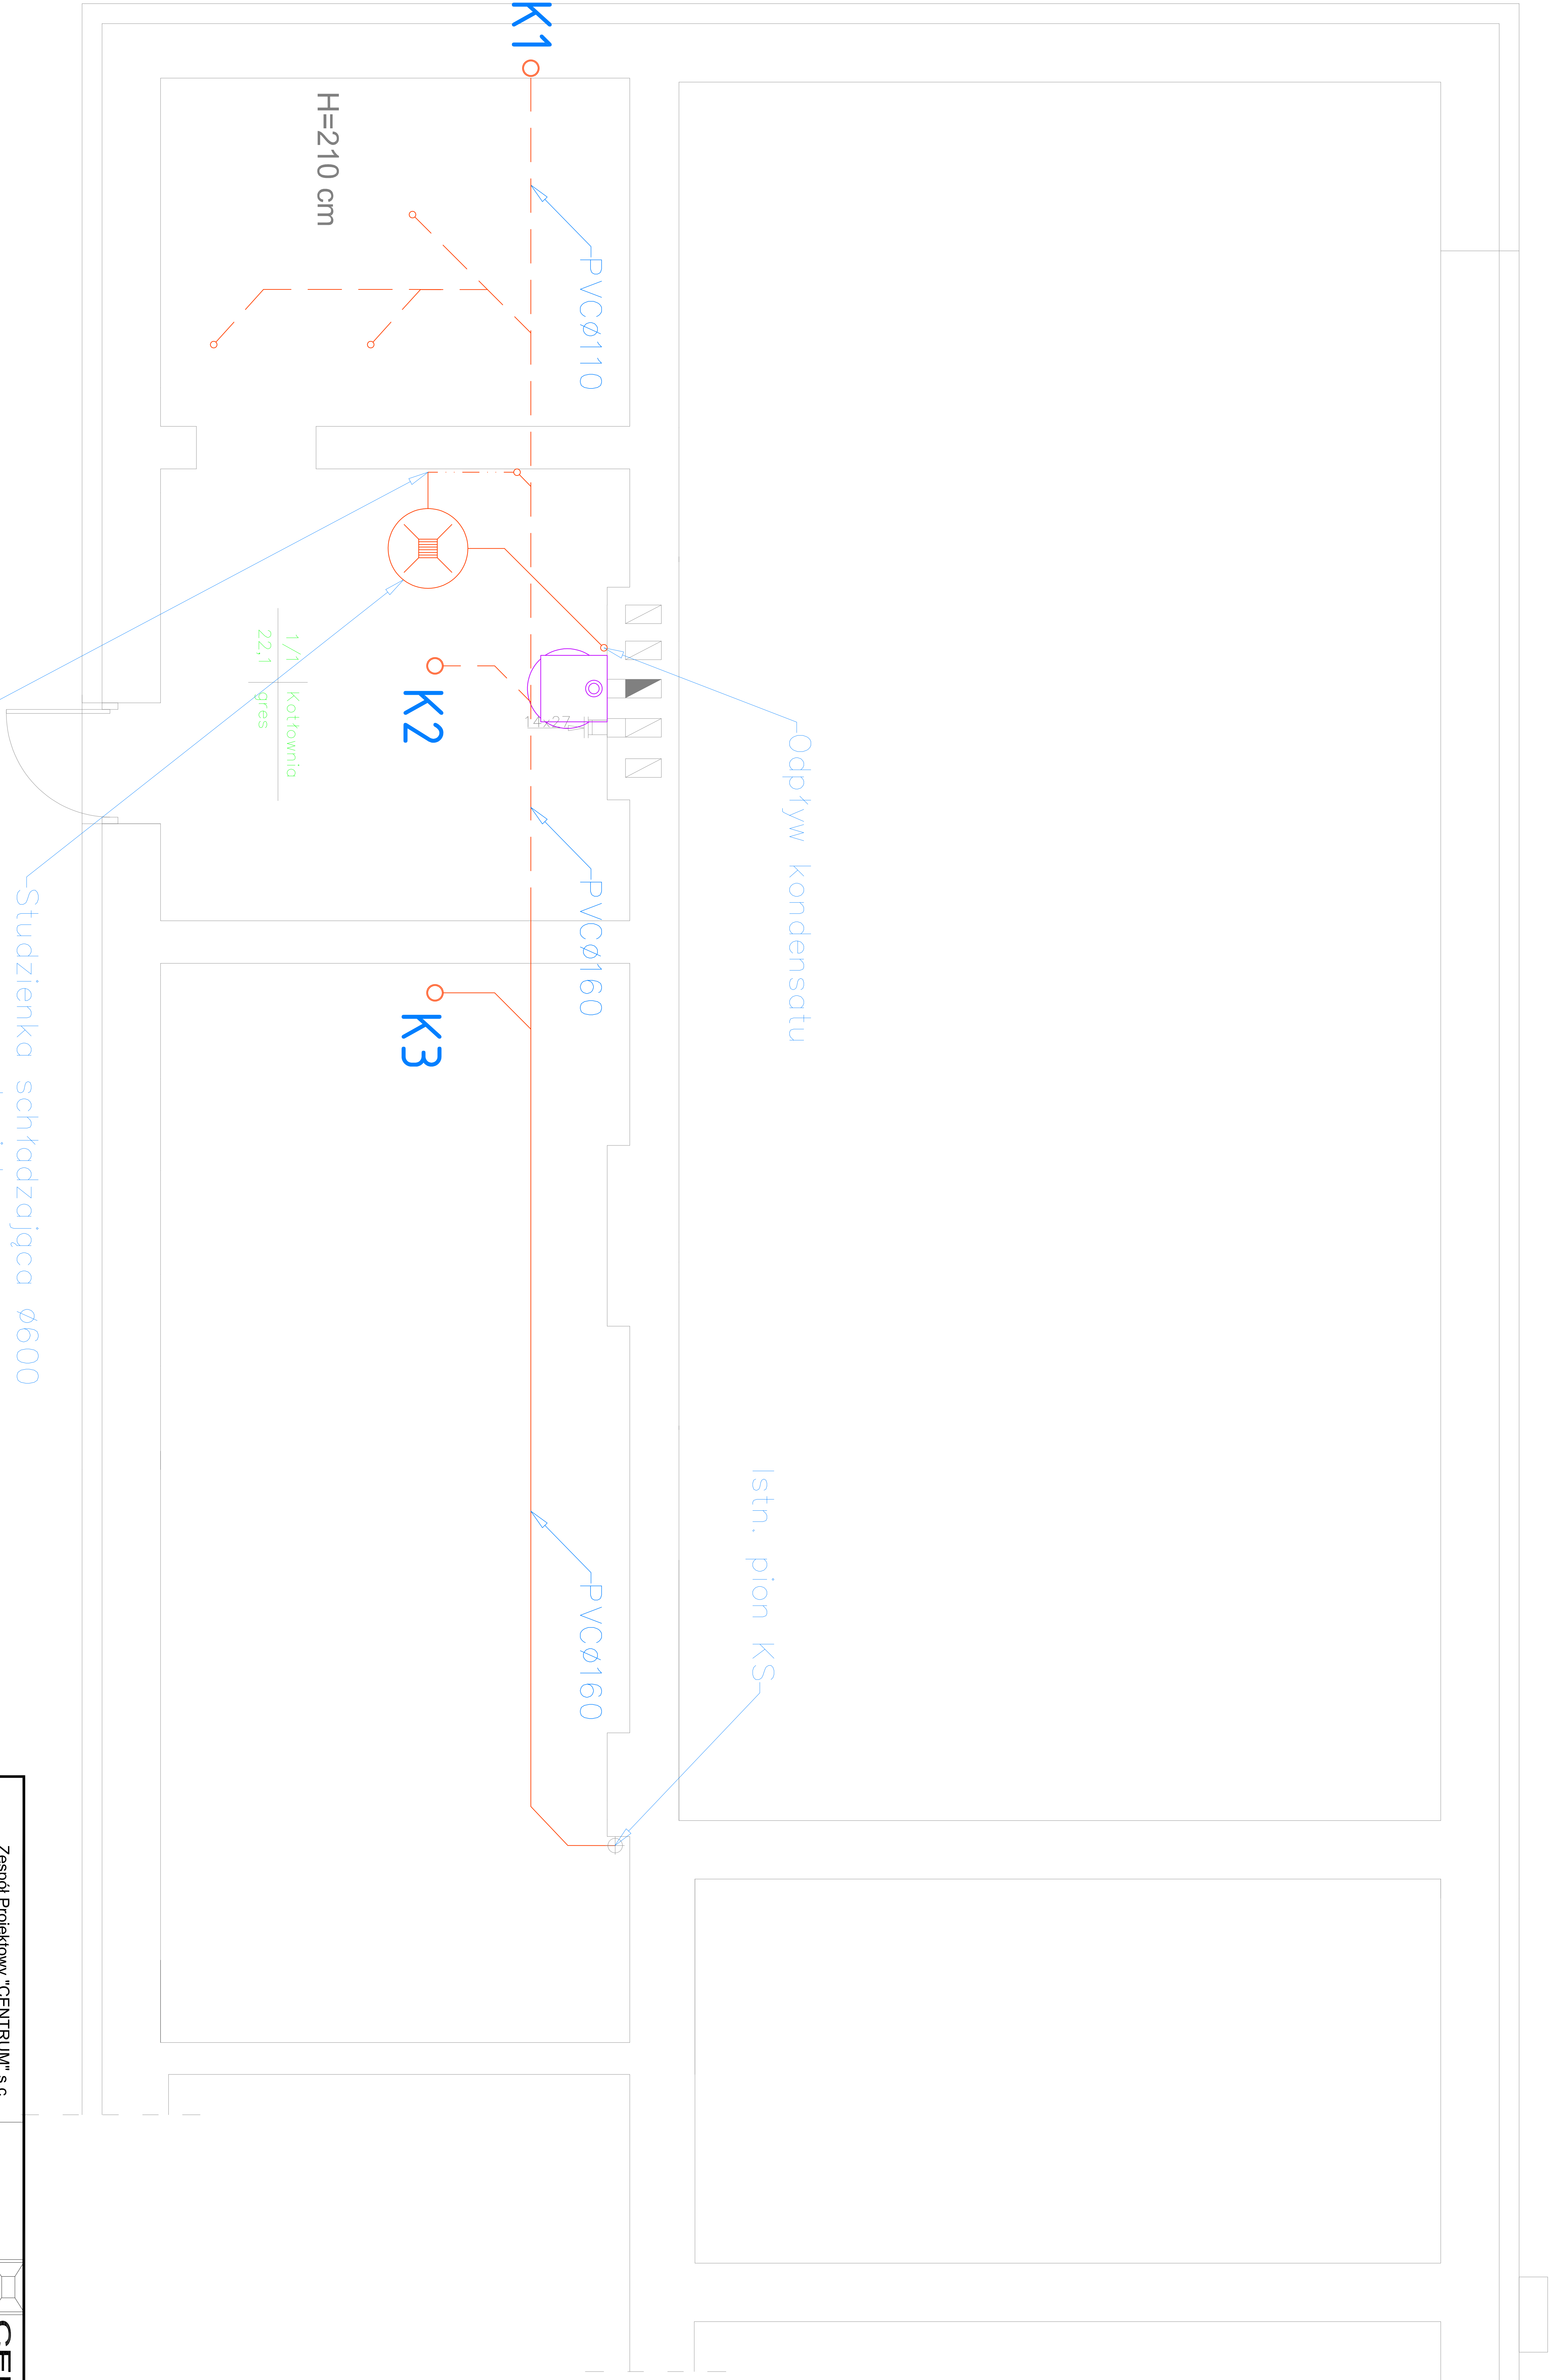 K1
H=210 cm
PVCø110
1/1 Kotłownia
22,1 gres
K2
PVCø160
Odpływ kondensatu
K3
Studzienka schładzająca ø600
Istn. pion KS
PVCø160
Zespół Projektowy "CENTRUM" s.c.